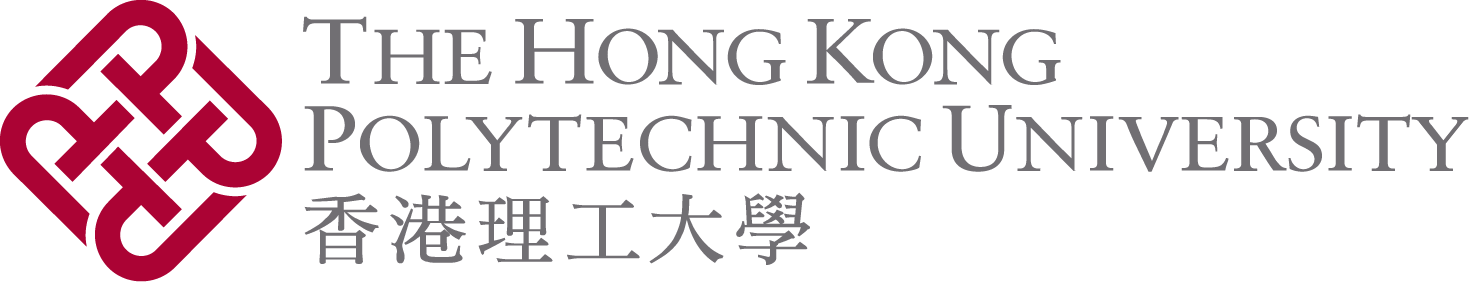 THE HONG KONG
POLYTECHNIC UNIVERSITY
香港理工大學